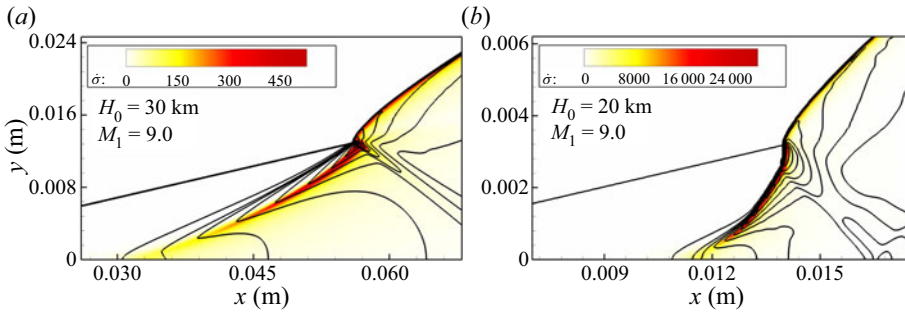 (a)
0.024
0.016
0.008
0
y (m)
σ̇: 0 150 300 450
H₀ = 30 km
M₁ = 9.0
0.030 0.045 0.060
x (m)
(b)
0.006
0.004
0.002
0
σ̇: 0 8000 16 000 24 000
H₀ = 20 km
M₁ = 9.0
0.009 0.012 0.015
x (m)